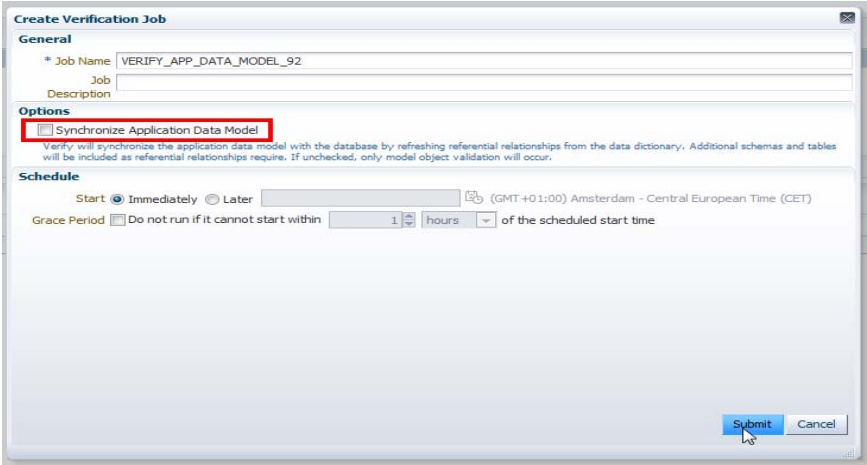 Create Verification Job
General
* Job Name VERIFY_APP_DATA_MODEL_92
Job
Description
Options
Synchronize Application Data Model
Verify will synchronize the application data model with the database by refreshing referential relationships from the data dictionary. Additional schemas and tables
will be included as referential relationships require. If unchecked, only model object validation will occur.
Schedule
Start Immediately Later (GMT+01:00) Amsterdam - Central European Time (CET)
Grace Period Do not run if it cannot start within 1 hours of the scheduled start time
Submit Cancel